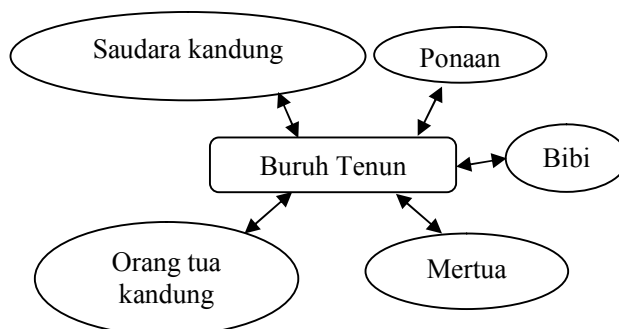 Saudara kandung
Ponaan
Buruh Tenun
Bibi
Orang tua
kandung
Mertua